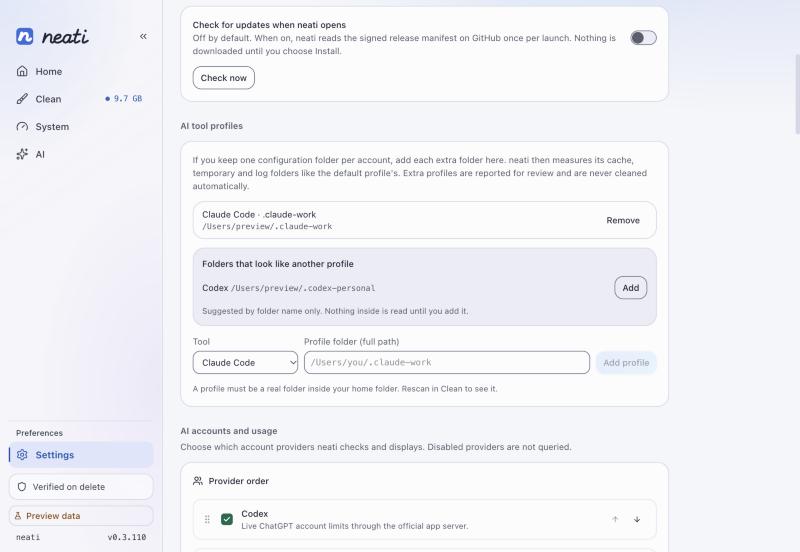 neati
Home
Clean
9.7 GB
System
AI
Preferences
Settings
Verified on delete
Preview data
neati
v0.3.110
Check for updates when neati opens
Off by default. When on, neati reads the signed release manifest on GitHub once per launch. Nothing is
downloaded until you choose Install.
Check now
AI tool profiles
If you keep one configuration folder per account, add each extra folder here. neati then measures its cache,
temporary and log folders like the default profile's. Extra profiles are reported for review and are never cleaned
automatically.
Claude Code · .claude-work
/Users/preview/.claude-work
Remove
Folders that look like another profile
Codex /Users/preview/.codex-personal
Add
Suggested by folder name only. Nothing inside is read until you add it.
Tool
Profile folder (full path)
Claude Code
/Users/you/.claude-work
Add profile
A profile must be a real folder inside your home folder. Rescan in Clean to see it.
AI accounts and usage
Choose which account providers neati checks and displays. Disabled providers are not queried.
Provider order
Codex
Live ChatGPT account limits through the official app server.